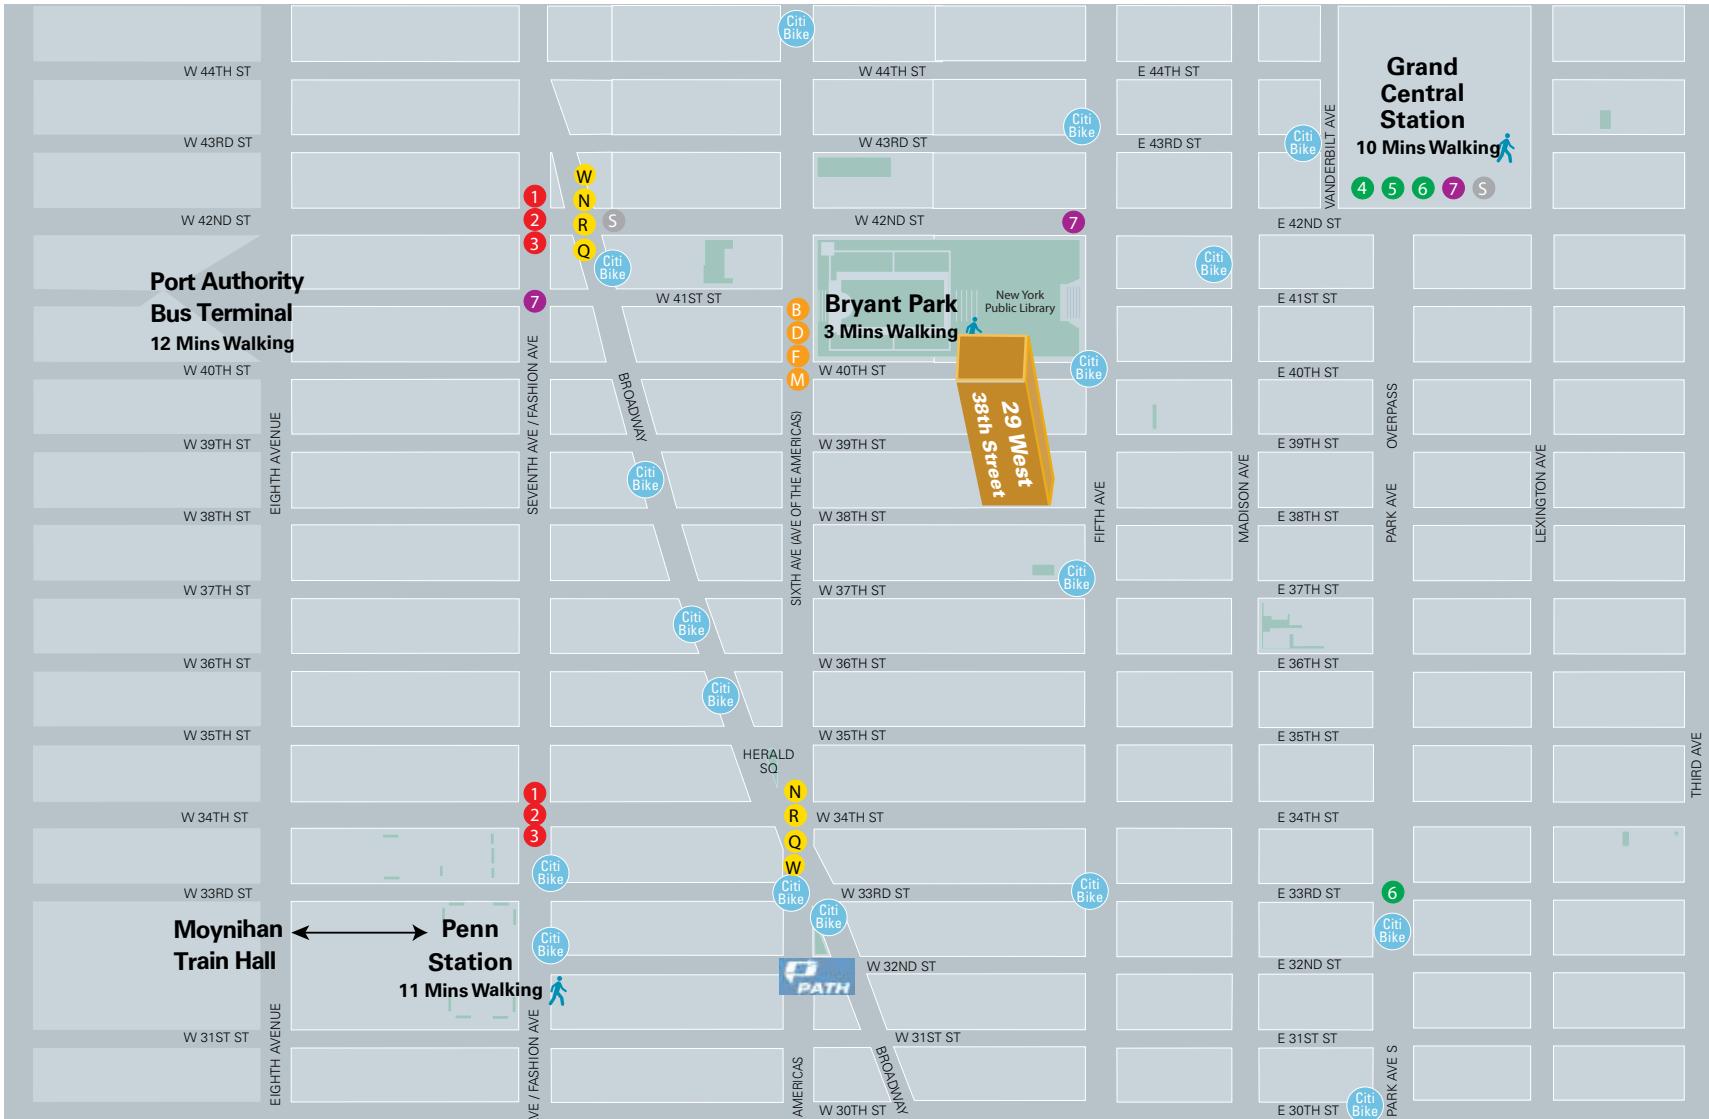 Citi
Bike
W 44TH ST
W 44TH ST
E 44TH ST
Grand
Central
Station
10 Mins Walking
4 5 6 7 S
Citi
Bike
Citi
Bike
VANDERBILT AVE
W 43RD ST
W 43RD ST
E 43RD ST
W
N
R
Q
S
1
2
3
7
W 42ND ST
W 42ND ST
7
E 42ND ST
Citi
Bike
Citi
Bike
Port Authority
Bus Terminal
12 Mins Walking
7
W 41ST ST
B
D
F
M
Bryant Park
3 Mins Walking
New York
Public Library
E 41ST ST
Citi
Bike
W 40TH ST
W 40TH ST
E 40TH ST
29 West
38th Street
BROADWAY
EIGHTH AVENUE
SEVENTH AVE / FASHION AVE
SIXTH AVE (AVE OF THE AMERICAS)
FIFTH AVE
MADISON AVE
PARK AVE OVERPASS
LEXINGTON AVE
W 39TH ST
W 39TH ST
E 39TH ST
Citi
Bike
W 38TH ST
W 38TH ST
E 38TH ST
Citi
Bike
W 37TH ST
W 37TH ST
E 37TH ST
Citi
Bike
W 36TH ST
W 36TH ST
E 36TH ST
Citi
Bike
W 35TH ST
W 35TH ST
E 35TH ST
HERALD
SQ
THIRD AVE
1
2
3
N
R
Q
W
W 34TH ST
W 34TH ST
E 34TH ST
Citi
Bike
Citi
Bike
Citi
Bike
W 33RD ST
W 33RD ST
E 33RD ST
6
Citi
Bike
Citi
Bike
Citi
Bike
Moynihan
Train Hall
Penn
Station
11 Mins Walking
PATH
W 32ND ST
E 32ND ST
W 31ST ST
W 31ST ST
E 31ST ST
EIGHTH AVENUE
VE / FASHION AVE
AMERICAS
BROADWAY
PARK AVE S
Citi
Bike
W 30TH ST
E 30TH ST